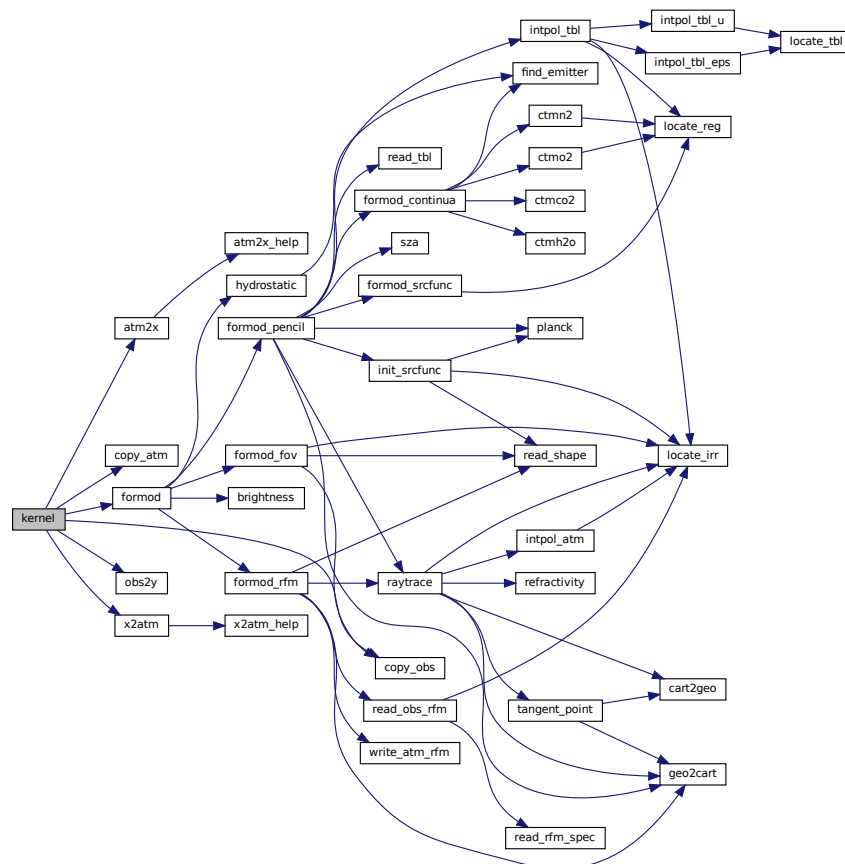 intpol_tbl
intpol_tbl_u
locate_tbl
intpol_tbl_eps
find_emitter
ctmn2
locate_reg
read_tbl
ctmo2
formod_continua
ctmco2
sza
ctmh2o
atm2x_help
hydrostatic
formod_srcfunc
atm2x
formod_pencil
planck
init_srcfunc
copy_atm
formod_fov
read_shape
locate_irr
formod
brightness
kernel
intpol_atm
obs2y
formod_rfm
raytrace
refractivity
x2atm
x2atm_help
copy_obs
cart2geo
read_obs_rfm
tangent_point
write_atm_rfm
geo2cart
read_rfm_spec